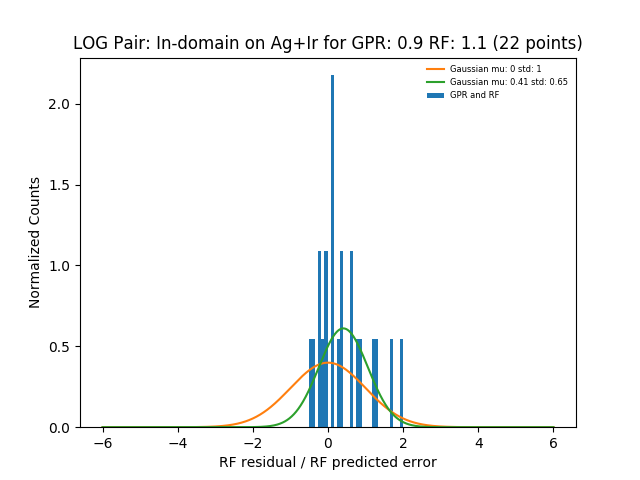 LOG Pair: In-domain on Ag+Ir for GPR: 0.9 RF: 1.1 (22 points)
Gaussian mu: 0 std: 1
Gaussian mu: 0.41 std: 0.65
GPR and RF
Normalized Counts
2.0
1.5
1.0
0.5
0.0
−6 −4 −2 0 2 4 6
RF residual / RF predicted error